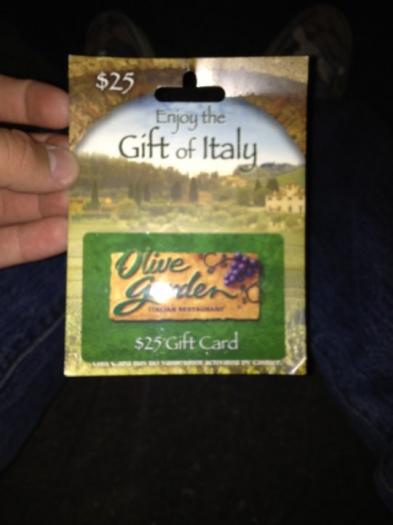 $25
Enjoy the
Gift of Italy
Olive
Garden
ITALIAN RESTAURANT
$25 Gift Card